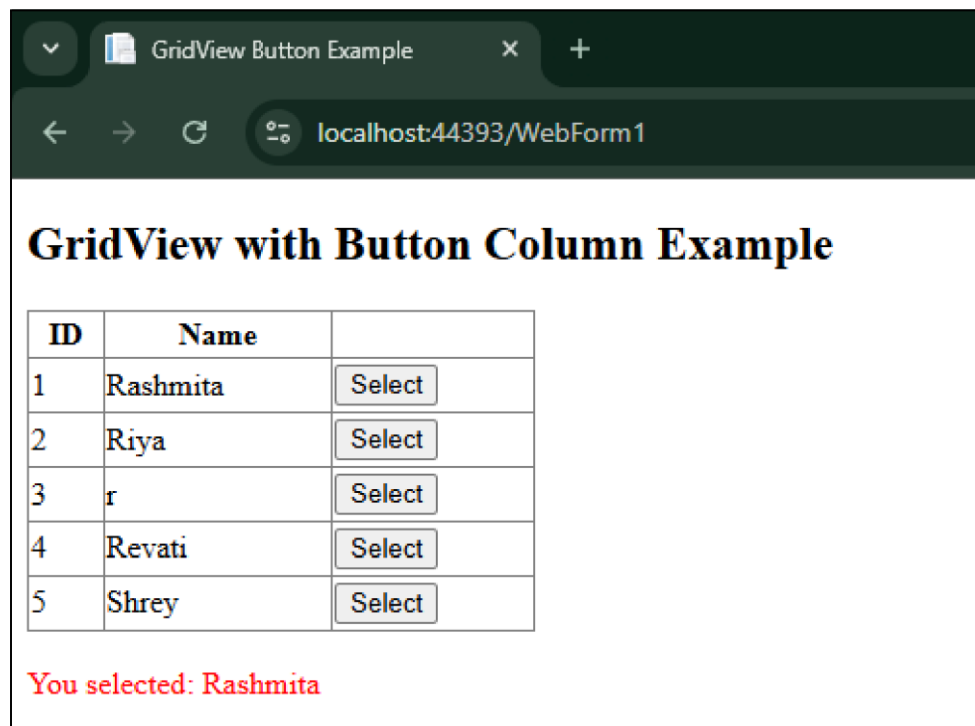 GridView Button Example
localhost:44393/WebForm1
GridView with Button Column Example
ID Name
1 Rashmita Select
2 Riya Select
3 r Select
4 Revati Select
5 Shrey Select
You selected: Rashmita